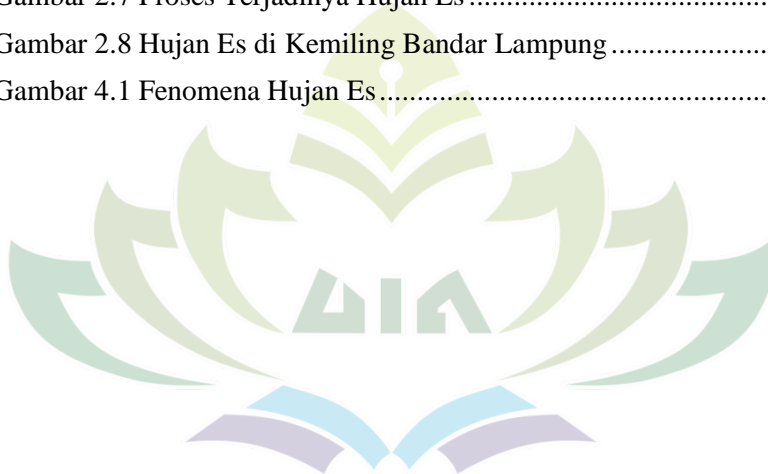 Gambar 2.7 Proses Terjadinya Hujan Es..............................................
Gambar 2.8 Hujan Es di Kemiling Bandar Lampung........................
Gambar 4.1 Fenomena Hujan Es..........................................................
UIN